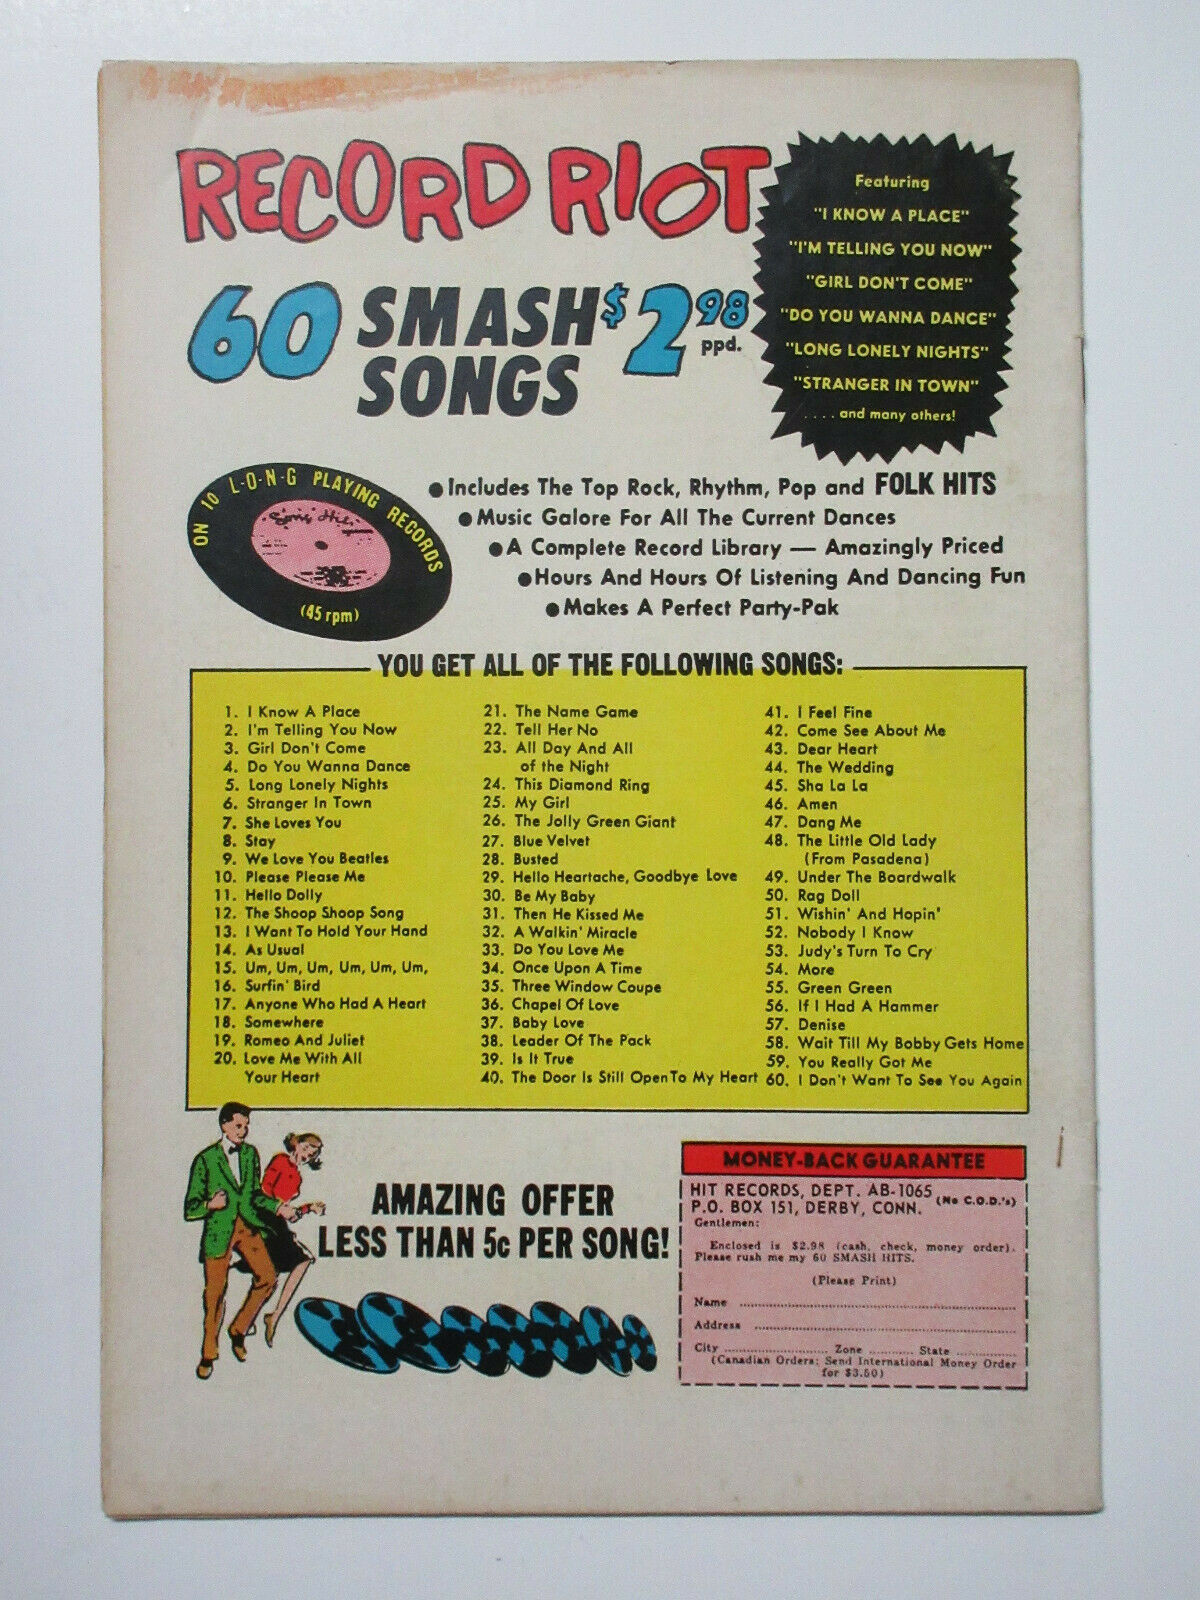 RECORD RIOT
60 SMASH SONGS $2.98 ppd.
Featuring
"I KNOW A PLACE"
"I'M TELLING YOU NOW"
"GIRL DON'T COME"
"DO YOU WANNA DANCE"
"LONG LONELY NIGHTS"
"STRANGER IN TOWN"
.... and many others!
ON 10 L-O-N-G PLAYING RECORDS
(45 rpm)
● Includes The Top Rock, Rhythm, Pop and FOLK HITS
● Music Galore For All The Current Dances
● A Complete Record Library — Amazingly Priced
● Hours And Hours Of Listening And Dancing Fun
● Makes A Perfect Party-Pak
YOU GET ALL OF THE FOLLOWING SONGS:
1. I Know A Place
2. I'm Telling You Now
3. Girl Don't Come
4. Do You Wanna Dance
5. Long Lonely Nights
6. Stranger In Town
7. She Loves You
8. Stay
9. We Love You Beatles
10. Please Please Me
11. Hello Dolly
12. The Shoop Shoop Song
13. I Want To Hold Your Hand
14. As Usual
15. Um, Um, Um, Um, Um, Um,
16. Surfin' Bird
17. Anyone Who Had A Heart
18. Somewhere
19. Romeo And Juliet
20. Love Me With All
Your Heart
21. The Name Game
22. Tell Her No
23. All Day And All
of the Night
24. This Diamond Ring
25. My Girl
26. The Jolly Green Giant
27. Blue Velvet
28. Busted
29. Hello Heartache, Goodbye Love
30. Be My Baby
31. Then He Kissed Me
32. A Walkin' Miracle
33. Do You Love Me
34. Once Upon A Time
35. Three Window Coupe
36. Chapel Of Love
37. Baby Love
38. Leader Of The Pack
39. Is It True
40. The Door Is Still Open To My Heart
41. I Feel Fine
42. Come See About Me
43. Dear Heart
44. The Wedding
45. Sha La La
46. Amen
47. Dang Me
48. The Little Old Lady
(From Pasadena)
49. Under The Boardwalk
50. Rag Doll
51. Wishin' And Hopin'
52. Nobody I Know
53. Judy's Turn To Cry
54. More
55. Green Green
56. If I Had A Hammer
57. Denise
58. Wait Till My Bobby Gets Home
59. You Really Got Me
60. I Don't Want To See You Again
AMAZING OFFER
LESS THAN 5c PER SONG!
MONEY-BACK GUARANTEE
HIT RECORDS, DEPT. AB-1065 (No C.O.D.'s)
P.O. BOX 151, DERBY, CONN.
Gentlemen:
Enclosed is $2.98 (cash, check, money order).
Please rush me my 60 SMASH HITS.
(Please Print)
Name
Address
City Zone State
(Canadian Orders: Send International Money Order
for $3.50)